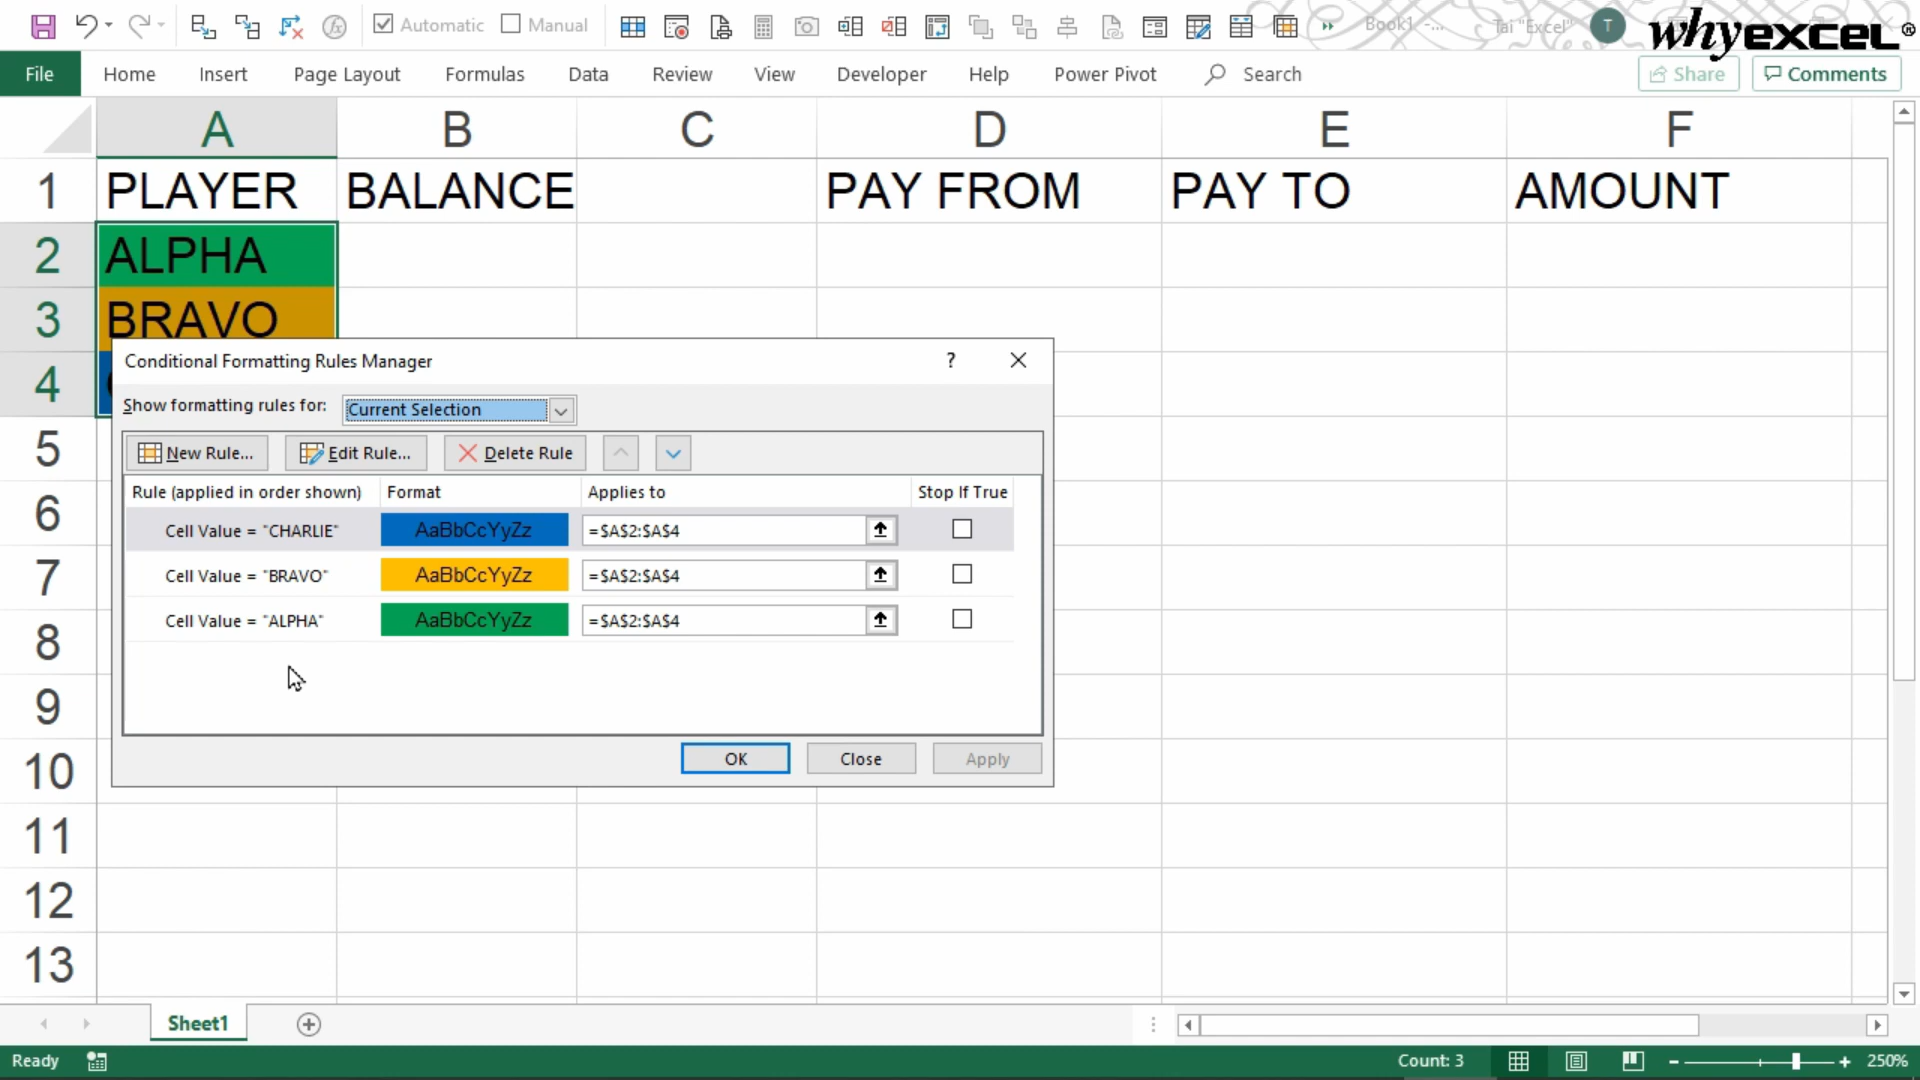 Automatic Manual Book1 -... Tai "Excel" T whyEXCEL®
File Home Insert Page Layout Formulas Data Review View Developer Help Power Pivot Search Share Comments
A B C D E F
1 PLAYER BALANCE PAY FROM PAY TO AMOUNT
2 ALPHA
3 BRAVO
4
Conditional Formatting Rules Manager ?
Show formatting rules for: Current Selection
New Rule... Edit Rule... Delete Rule
Rule (applied in order shown) Format Applies to Stop If True
Cell Value = "CHARLIE" AaBbCcYyZz =$A$2:$A$4
Cell Value = "BRAVO" AaBbCcYyZz =$A$2:$A$4
Cell Value = "ALPHA" AaBbCcYyZz =$A$2:$A$4
OK Close Apply
5
6
7
8
9
10
11
12
13
Sheet1
Ready Count: 3 250%